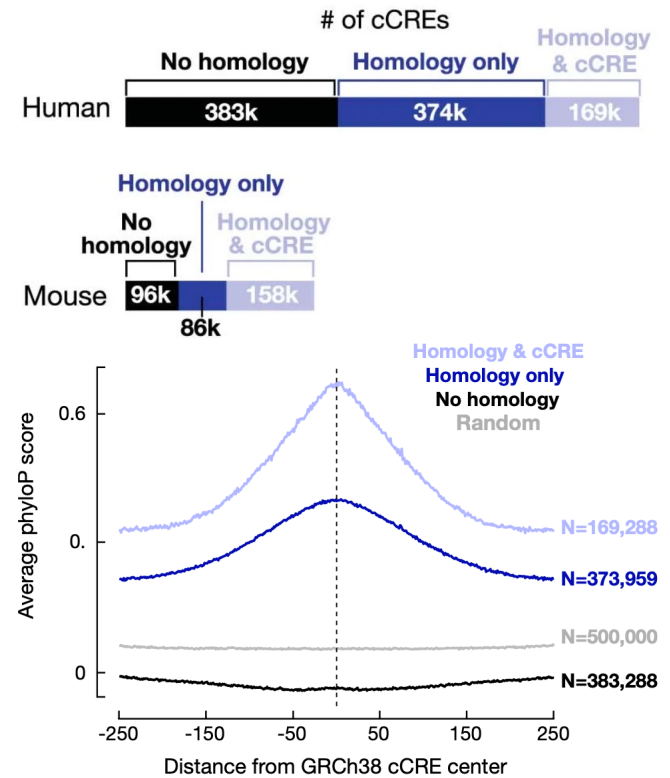 # of cCREs
No homology
Homology only
Homology
& cCRE
Human
383k
374k
169k
Homology only
No
homology
Homology
& cCRE
Mouse
96k
158k
86k
Homology & cCRE
Homology only
No homology
Random
Average phyloP score
0.6
0.
0
N=169,288
N=373,959
N=500,000
N=383,288
-250
-150
-50
50
150
250
Distance from GRCh38 cCRE center